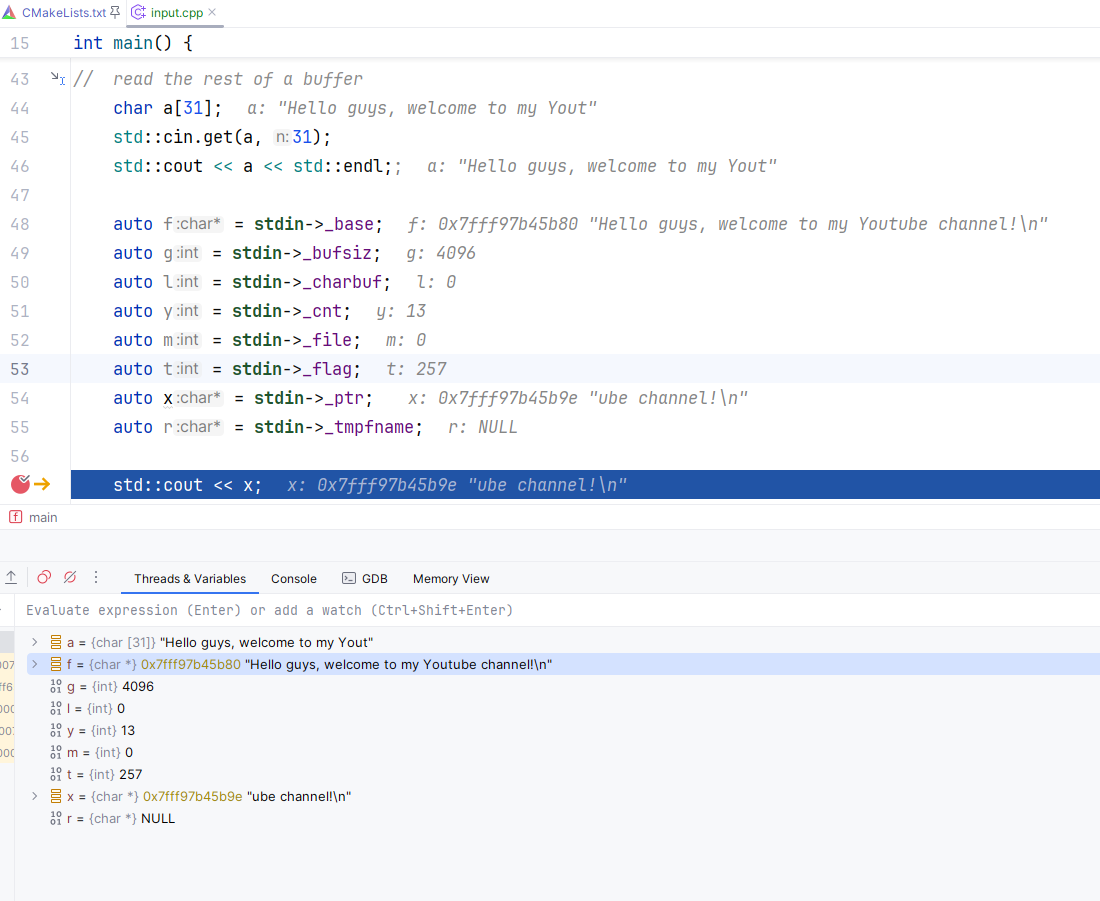 CMakeLists.txt input.cpp
15 int main() {
43 // read the rest of a buffer
44 char a[31]; a: "Hello guys, welcome to my Yout"
45 std::cin.get(a, n: 31);
46 std::cout << a << std::endl;; a: "Hello guys, welcome to my Yout"
47
48 auto f :char* = stdin->_base; f: 0x7fff97b45b80 "Hello guys, welcome to my Youtube channel!\n"
49 auto g :int = stdin->_bufsiz; g: 4096
50 auto l :int = stdin->_charbuf; l: 0
51 auto y :int = stdin->_cnt; y: 13
52 auto m :int = stdin->_file; m: 0
53 auto t :int = stdin->_flag; t: 257
54 auto x :char* = stdin->_ptr; x: 0x7fff97b45b9e "ube channel!\n"
55 auto r :char* = stdin->_tmpfname; r: NULL
56
std::cout << x; x: 0x7fff97b45b9e "ube channel!\n"
f main
Threads & Variables Console GDB Memory View
Evaluate expression (Enter) or add a watch (Ctrl+Shift+Enter)
a = {char [31]} "Hello guys, welcome to my Yout"
f = {char *} 0x7fff97b45b80 "Hello guys, welcome to my Youtube channel!\n"
g = {int} 4096
l = {int} 0
y = {int} 13
m = {int} 0
t = {int} 257
x = {char *} 0x7fff97b45b9e "ube channel!\n"
r = {char *} NULL